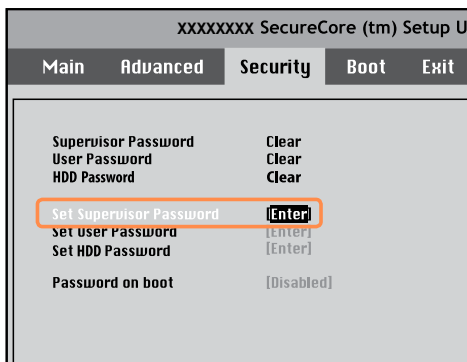 XXXXXXXX SecureCore (tm) Setup U
Main Advanced Security Boot Exit
Supervisor Password Clear
User Password Clear
HDD Password Clear
Set Supervisor Password [Enter]
Set User Password [Enter]
Set HDD Password [Enter]
Password on boot [Disabled]